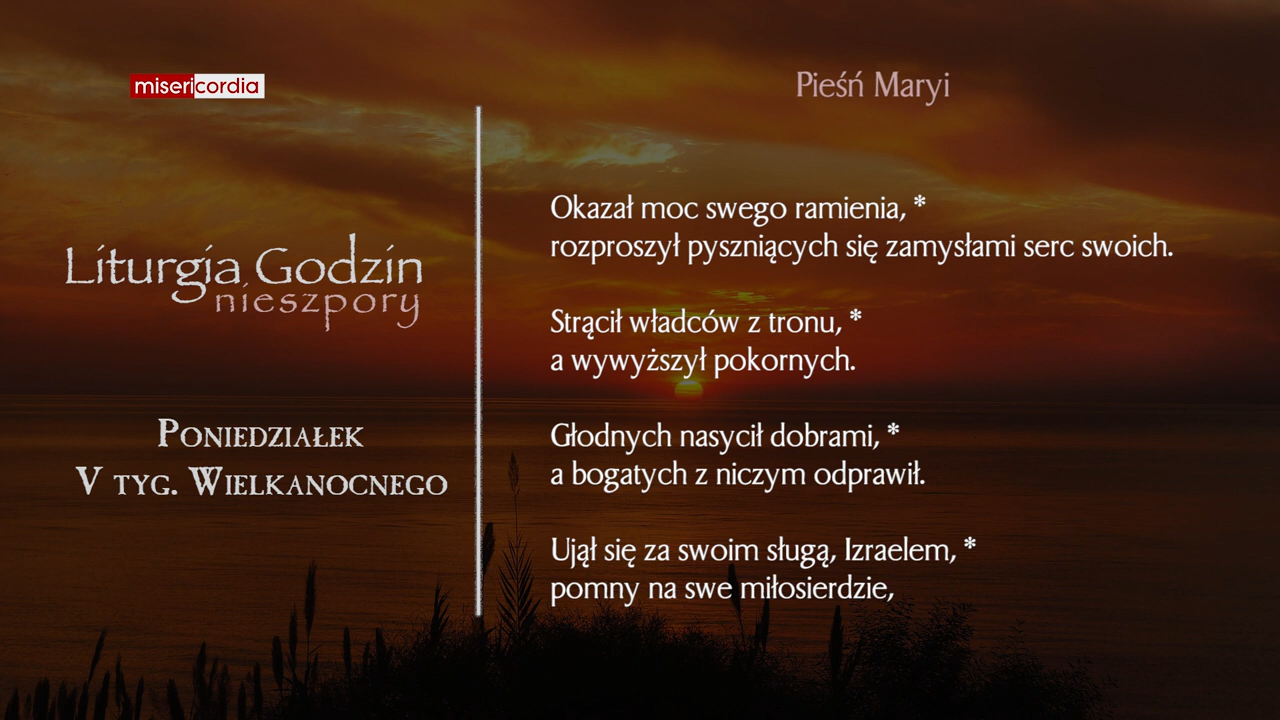 misericordia
Liturgia Godzin
nieszpory
Poniedziałek
V tyg. Wielkanocnego
Pieśń Maryi
Okazał moc swego ramienia, *
rozproszył pyszniących się zamysłami serc swoich.
Strącił władców z tronu, *
a wywyższył pokornych.
Głodnych nasycił dobrami, *
a bogatych z niczym odprawił.
Ujął się za swoim sługą, Izraelem, *
pomny na swe miłosierdzie,